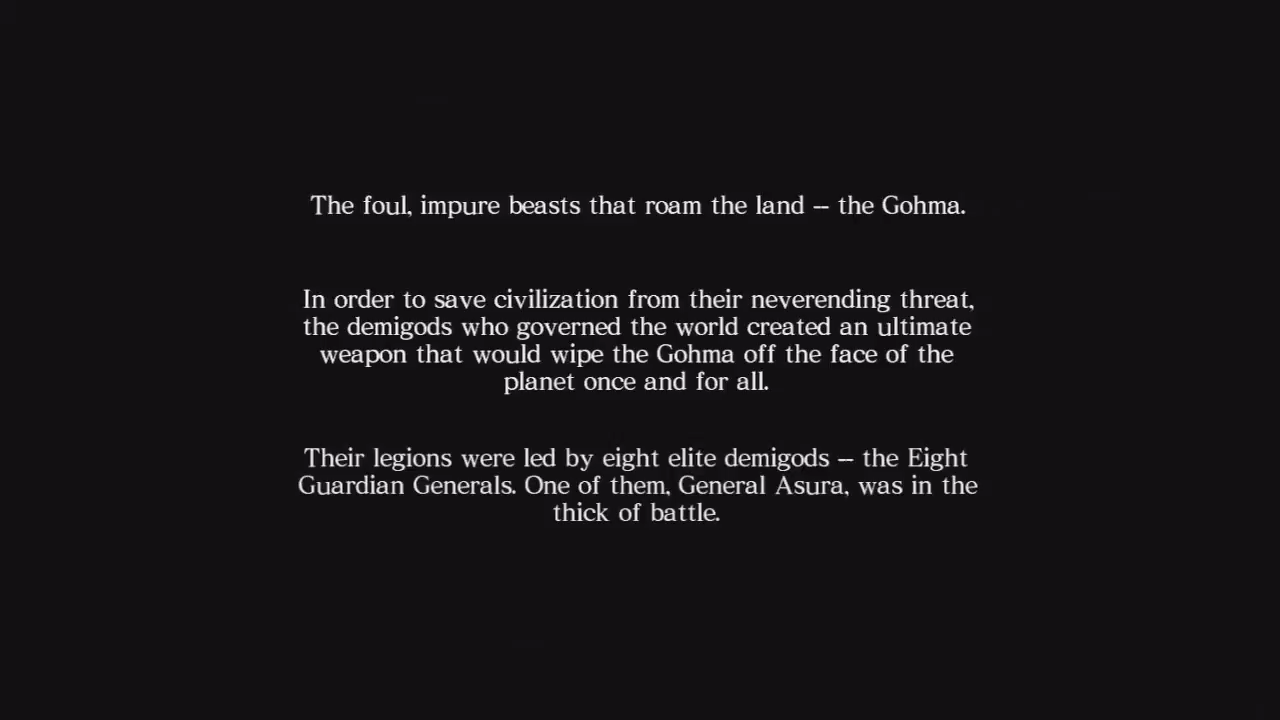 The foul, impure beasts that roam the land -- the Gohma.
In order to save civilization from their neverending threat,
the demigods who governed the world created an ultimate
weapon that would wipe the Gohma off the face of the
planet once and for all.
Their legions were led by eight elite demigods -- the Eight
Guardian Generals. One of them, General Asura, was in the
thick of battle.